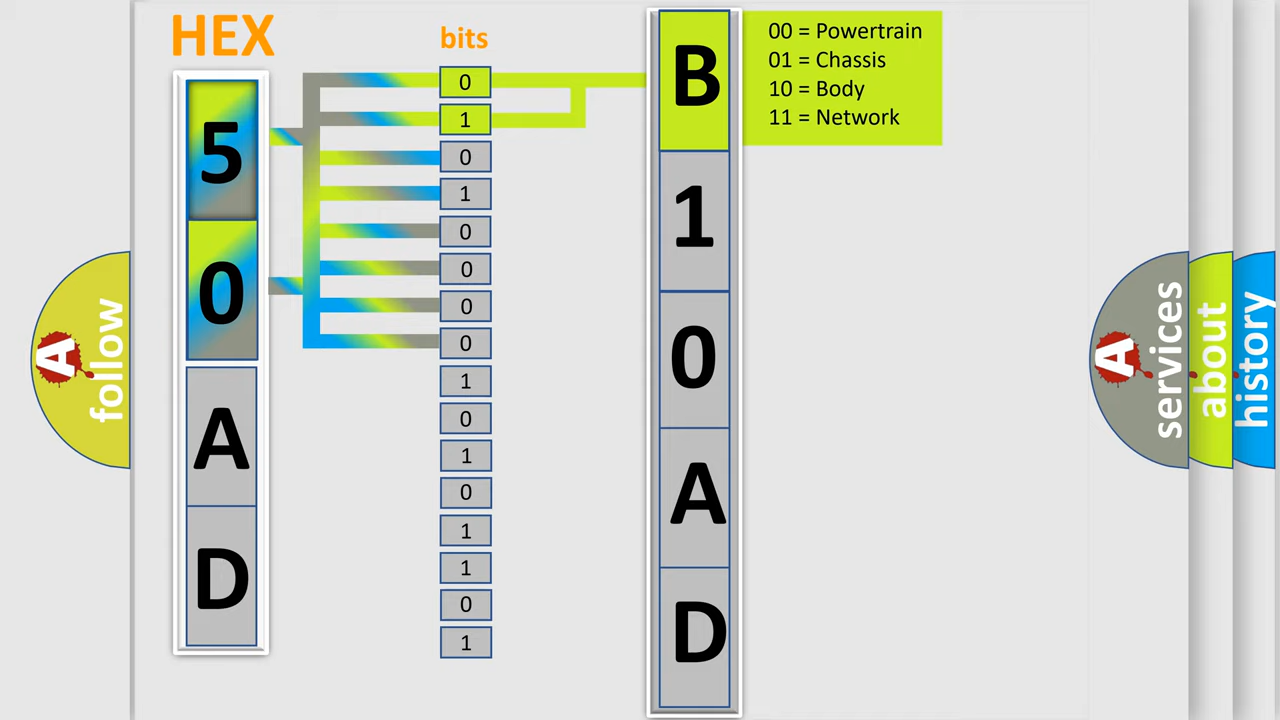 HEX
bits
5
0
A
D
0
1
0
1
0
0
0
0
1
0
1
0
1
1
0
1
B
1
0
A
D
00 = Powertrain
01 = Chassis
10 = Body
11 = Network
A
follow
A
services
about
history